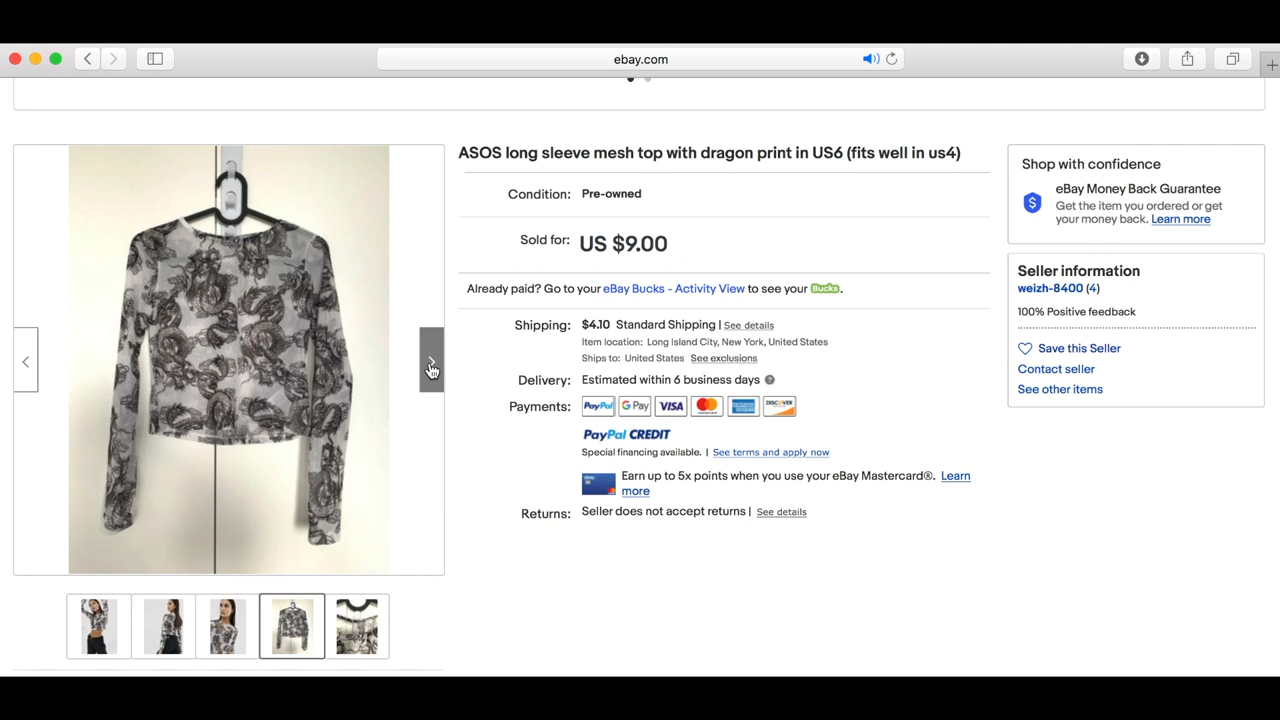 ebay.com
ASOS long sleeve mesh top with dragon print in US6 (fits well in us4)
Condition: Pre-owned
Sold for: US $9.00
Already paid? Go to your eBay Bucks - Activity View to see your Bucks.
Shipping: $4.10 Standard Shipping | See details
Item location: Long Island City, New York, United States
Ships to: United States See exclusions
Delivery: Estimated within 6 business days ?
Payments: PayPal G Pay VISA
DISCOVER
PayPal CREDIT
Special financing available. | See terms and apply now
Earn up to 5x points when you use your eBay Mastercard®. Learn
more
Returns: Seller does not accept returns | See details
Shop with confidence
eBay Money Back Guarantee
Get the item you ordered or get
your money back. Learn more
Seller information
weizh-8400 (4)
100% Positive feedback
Save this Seller
Contact seller
See other items